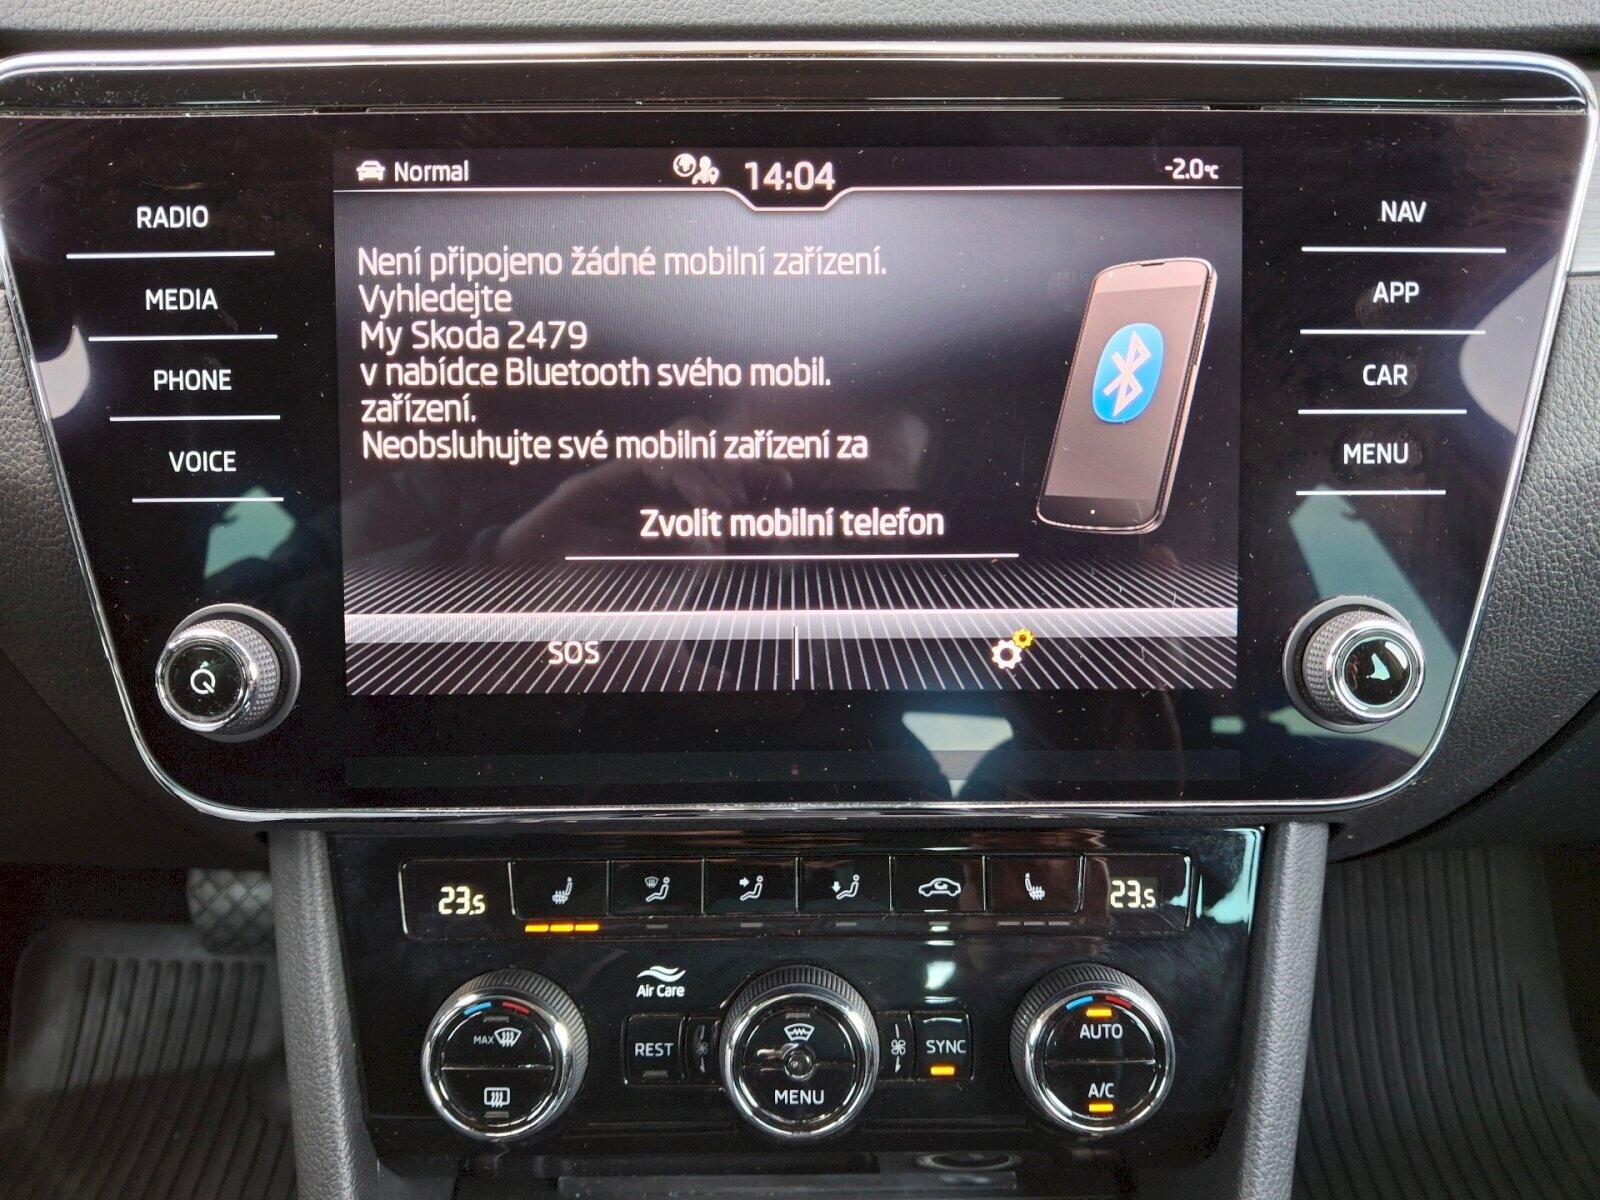 Normal 14:04 -2.0°C
RADIO
MEDIA
PHONE
VOICE
Není připojeno žádné mobilní zařízení.
Vyhledejte
My Skoda 2479
v nabídce Bluetooth svého mobil.
zařízení.
Neobsluhujte své mobilní zařízení za
Zvolit mobilní telefon
SOS
NAV
APP
CAR
MENU
23.5
23.5
Air Care
MAX
REST
MENU
SYNC
AUTO
A/C